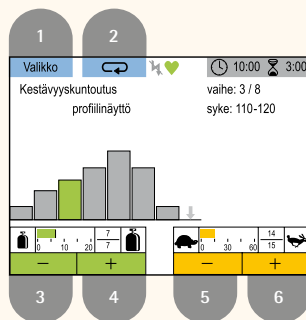 1 2
Valikko 10:00 3:00
Kestävyyskuntoutus vaihe: 3 / 8
profiilinäyttö syke: 110-120
0 10 20 7 7 0 30 60 14 15
− + − +
3 4 5 6